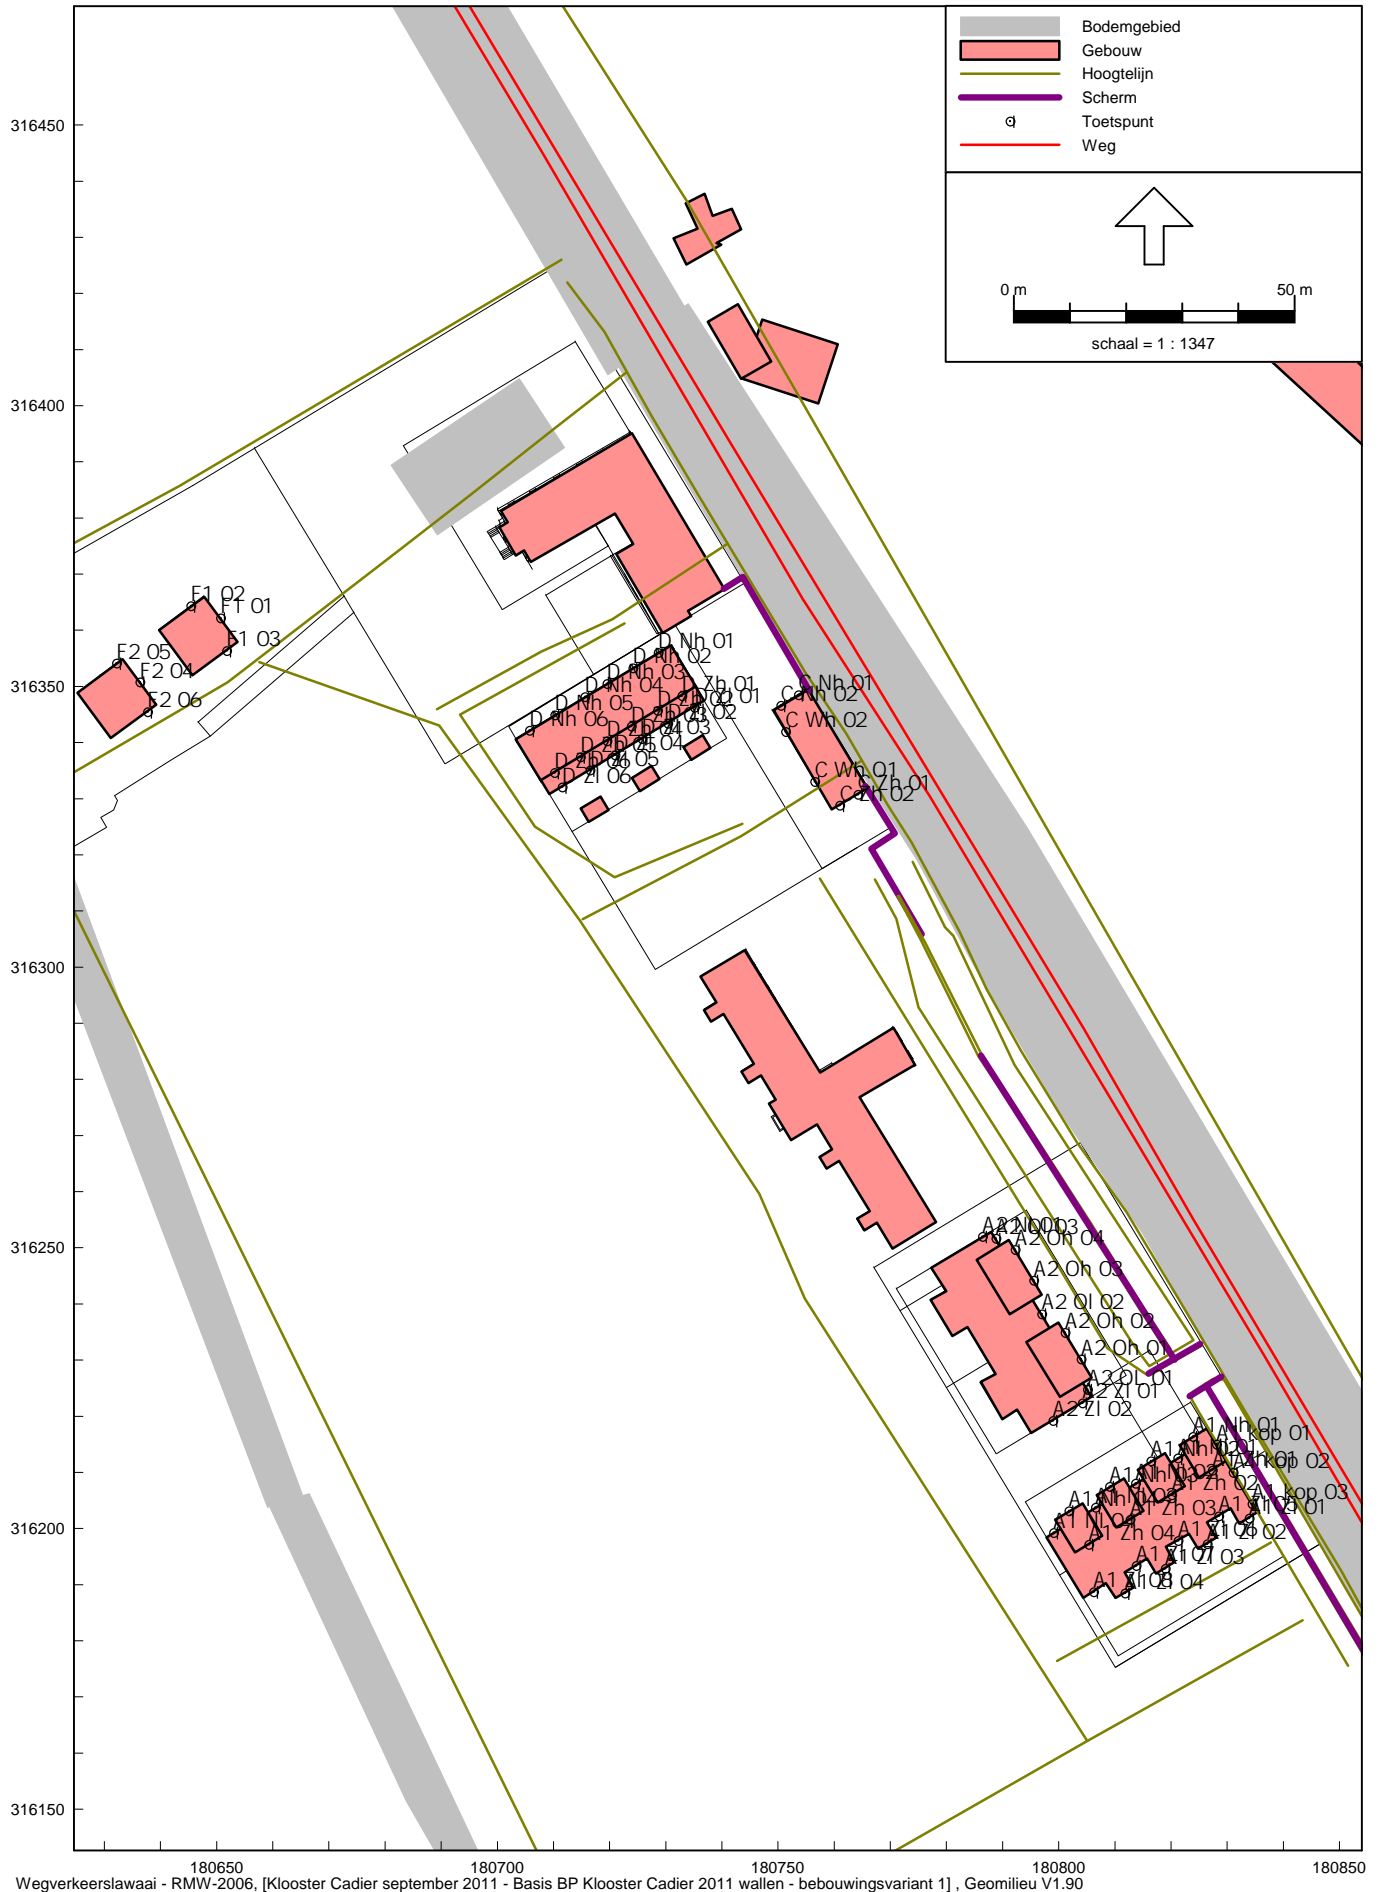 Bodemgebied
Gebouw
Hoogtelijn
Scherm
Toetspunt
Weg
0 m
50 m
schaal = 1 : 1347
316450
316400
316350
316300
316250
316200
316150
F1 02
F1 01
F1 03
F2 05
F2 04
F2 06
D Nh 01
D Nh 02
D Nh 03
D Nh 04
D Nh 05
D Nh 06
D Zh 01
D Zl 06
C Nh 01
C Nh 02
C Wh 02
C Wh 01
C Zh 01
C Zh 02
A2 Oh 04
A2 Oh 03
A2 Ol 02
A2 Oh 02
A2 Oh 01
A2 OL 01
A2 Zl 01
A2 Zl 02
A1 Nh 01
A1 kop 01
A1 kop 02
A1 kop 03
A1 Zh 02
A1 Zh 03
A1 Zh 04
A1 Zl 01
A1 Zl 02
A1 Zl 03
A1 Zl 04
180650
180700
180750
180800
180850
Wegverkeerslawaai - RMW-2006, [Klooster Cadier september 2011 - Basis BP Klooster Cadier 2011 wallen - bebouwingsvariant 1] , Geomilieu V1.90